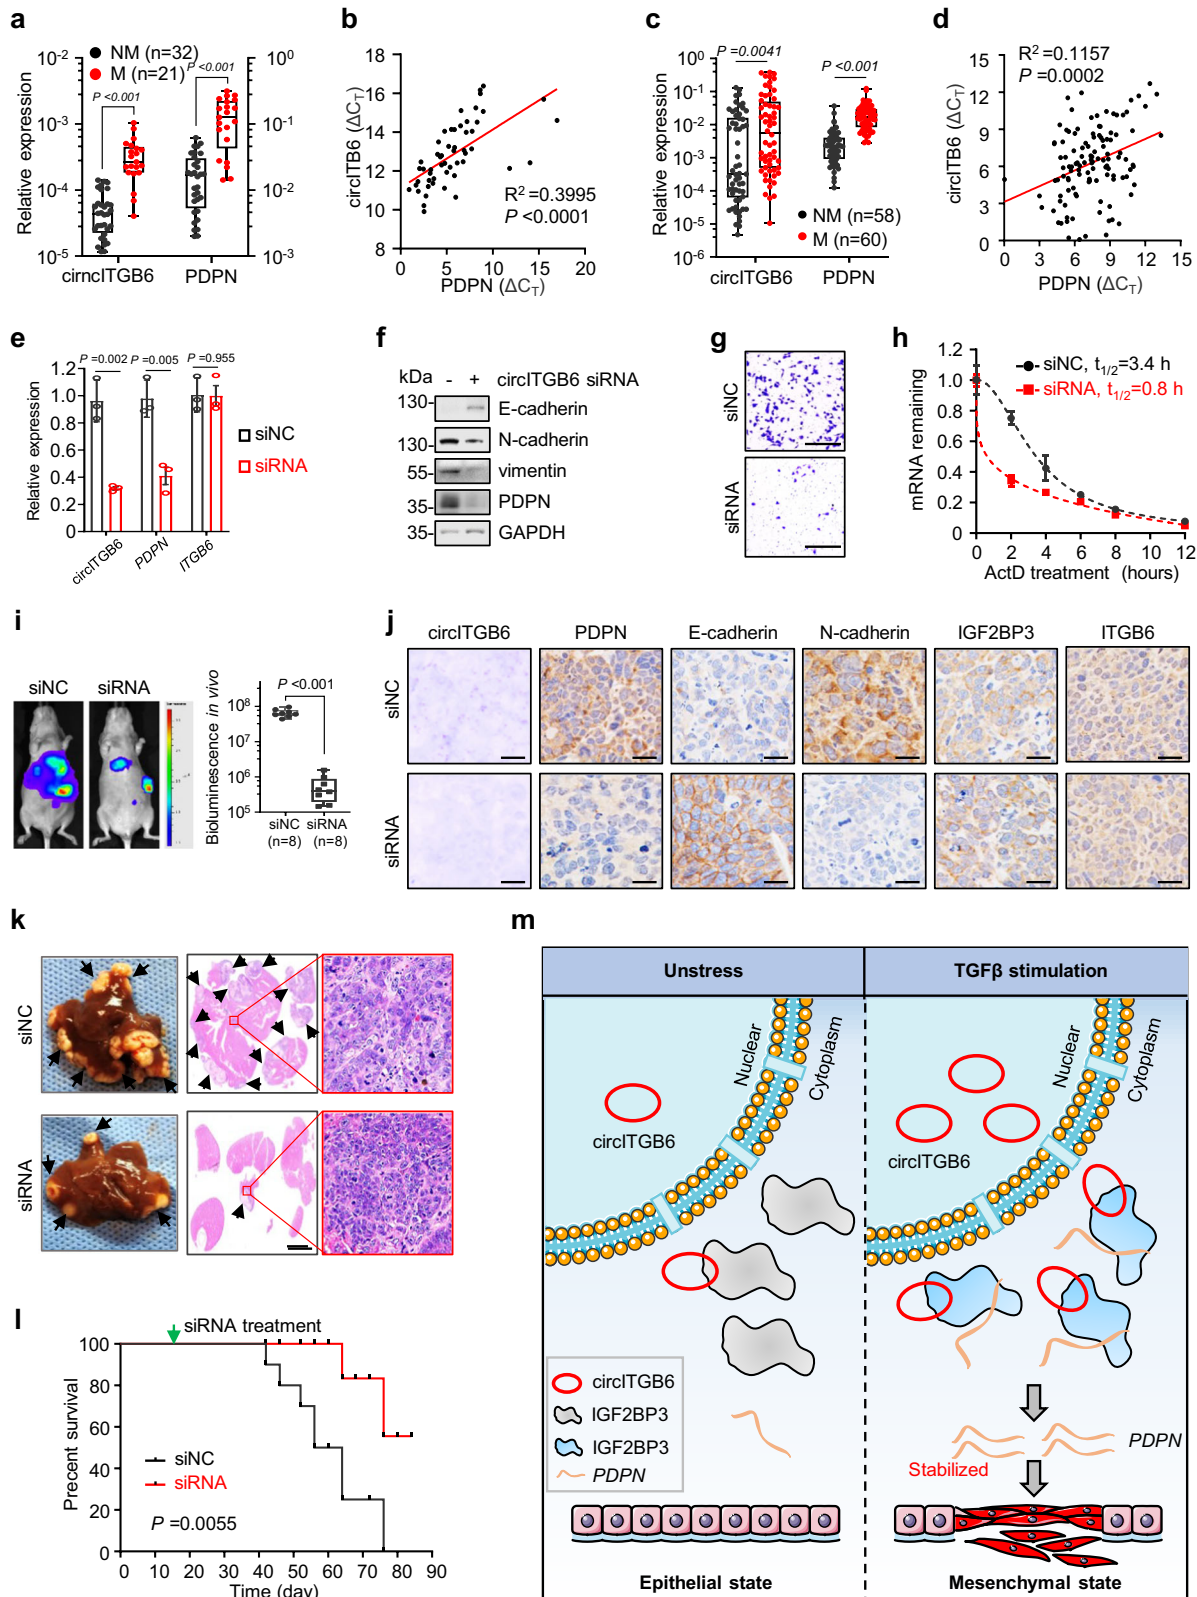 a
NM (n=32)
M (n=21)
P <0.001
P <0.001
Relative expression
10-2
10-3
10-4
10-5
100
10-1
10-2
10-3
cirncITGB6
PDPN
b
circITB6 (ΔCT)
18
16
14
12
10
8
R2 =0.3995
P <0.0001
0
5
10
15
20
PDPN (ΔCT)
c
P =0.0041
P <0.001
Relative expression
100
10-1
10-2
10-3
10-4
10-5
10-6
NM (n=58)
M (n=60)
circITGB6
PDPN
d
R2 =0.1157
P =0.0002
circITB6 (ΔCT)
15
12
9
6
3
0
0
3
6
9
12
15
PDPN (ΔCT)
e
P =0.002
P =0.005
P =0.955
Relative expression
1.2
1.0
0.8
0.6
0.4
0.2
0
siNC
siRNA
circITGB6
PDPN
ITGB6
f
kDa
- + circITGB6 siRNA
130- E-cadherin
130- N-cadherin
55- vimentin
35- PDPN
35- GAPDH
g
siNC
siRNA
h
mRNA remaining
1.2
1.0
0.8
0.6
0.4
0.2
0
siNC, t1/2=3.4 h
siRNA, t1/2=0.8 h
0
2
4
6
8
10
12
ActD treatment (hours)
i
siNC
siRNA
Bioluminescence in vivo
P <0.001
108
107
106
105
siNC
(n=8)
siRNA
(n=8)
j
circITGB6
PDPN
E-cadherin
N-cadherin
IGF2BP3
ITGB6
siNC
siRNA
k
siNC
siRNA
l
siRNA treatment
Precent survival
100
80
60
40
20
0
siNC
siRNA
P =0.0055
0
10
20
30
40
50
60
70
80
90
Time (day)
m
Unstress
TGFβ stimulation
Nuclear
Cytoplasm
circITGB6
Nuclear
Cytoplasm
circITGB6
circITGB6
IGF2BP3
IGF2BP3
PDPN
PDPN
Stabilized
Epithelial state
Mesenchymal state